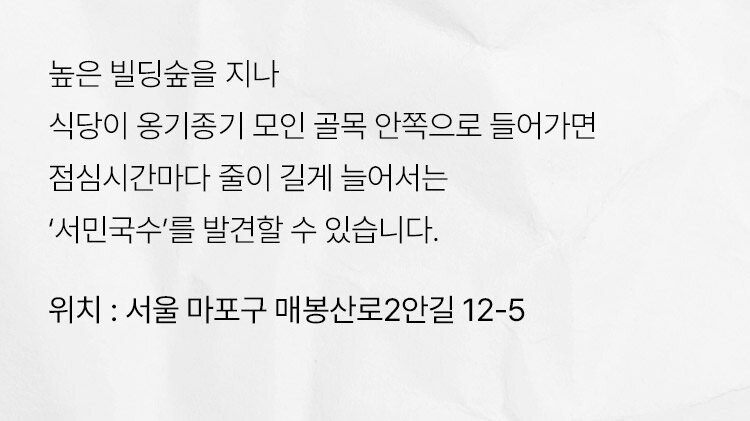 높은 빌딩숲을 지나
식당이 옹기종기 모인 골목 안쪽으로 들어가면
점심시간마다 줄이 길게 늘어서는
‘서민국수’를 발견할 수 있습니다.
위치 : 서울 마포구 매봉산로2안길 12-5